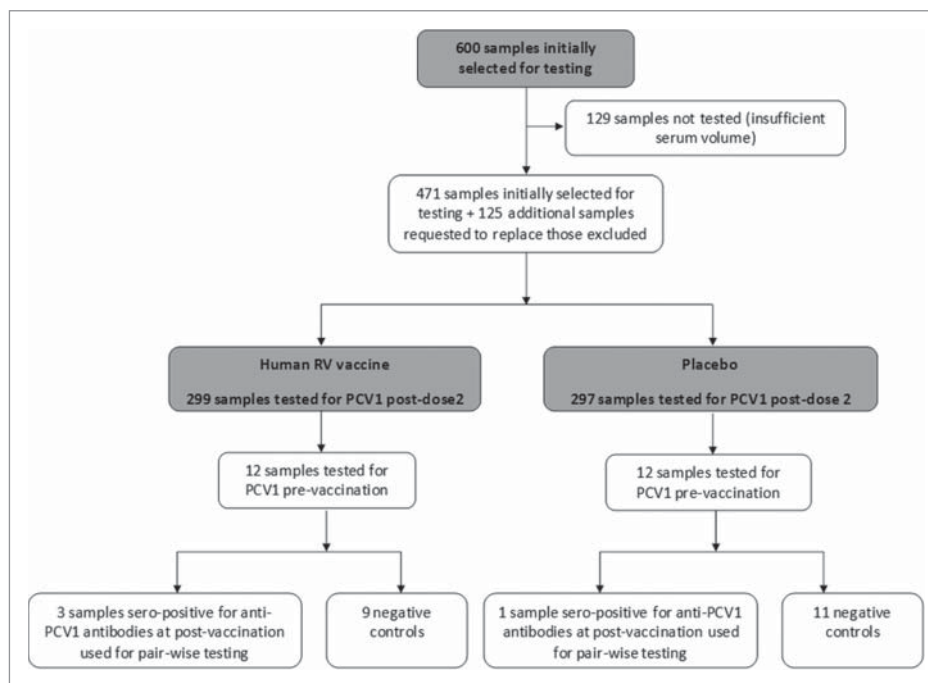 600 samples initially
selected for testing
129 samples not tested (insufficient
serum volume)
471 samples initially selected for
testing + 125 additional samples
requested to replace those excluded
Human RV vaccine
299 samples tested for PCV1 post-dose2
Placebo
297 samples tested for PCV1 post-dose 2
12 samples tested for
PCV1 pre-vaccination
12 samples tested for
PCV1 pre-vaccination
3 samples sero-positive for anti-
PCV1 antibodies at post-vaccination
used for pair-wise testing
9 negative
controls
1 sample sero-positive for anti-PCV1
antibodies at post-vaccination used
for pair-wise testing
11 negative
controls